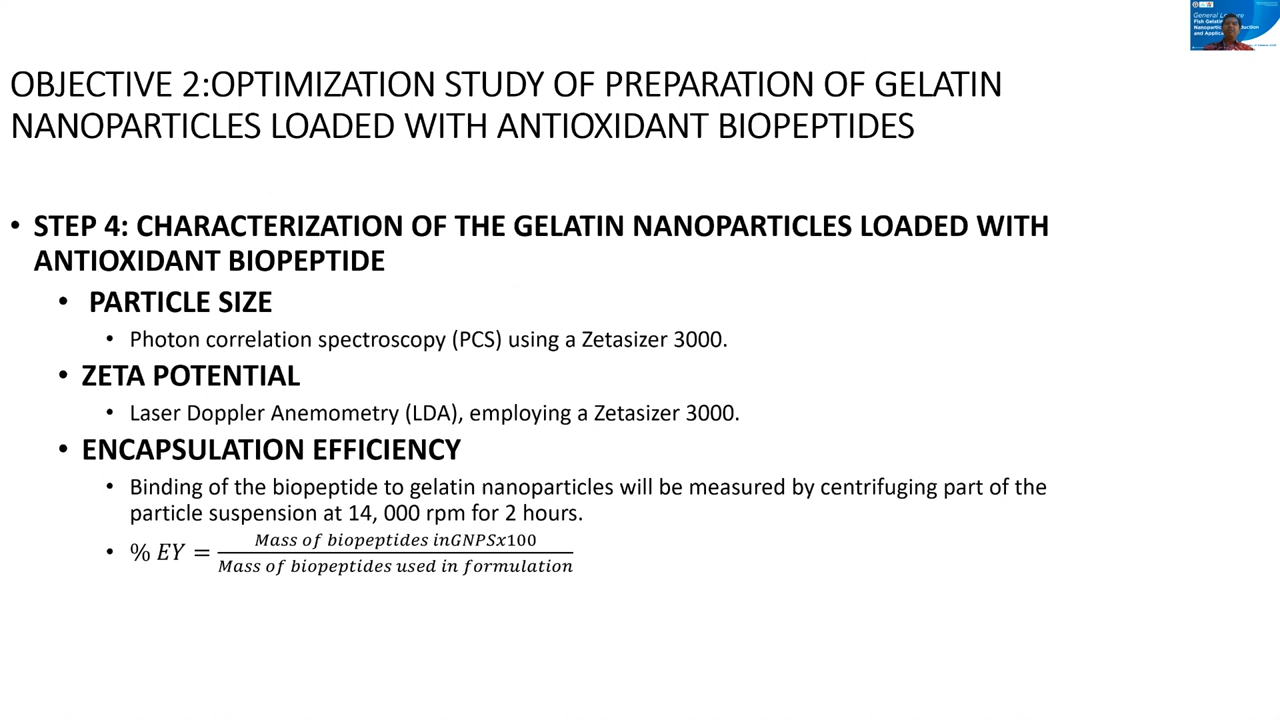 General Lecture
Fish Gelatin
OBJECTIVE 2:OPTIMIZATION STUDY OF PREPARATION OF GELATIN
NANOPARTICLES LOADED WITH ANTIOXIDANT BIOPEPTIDES
• STEP 4: CHARACTERIZATION OF THE GELATIN NANOPARTICLES LOADED WITH
ANTIOXIDANT BIOPEPTIDE
• PARTICLE SIZE
• Photon correlation spectroscopy (PCS) using a Zetasizer 3000.
• ZETA POTENTIAL
• Laser Doppler Anemometry (LDA), employing a Zetasizer 3000.
• ENCAPSULATION EFFICIENCY
• Binding of the biopeptide to gelatin nanoparticles will be measured by centrifuging part of the
particle suspension at 14, 000 rpm for 2 hours.
• % EY = Mass of biopeptides inGNPSx100
Mass of biopeptides used in formulation